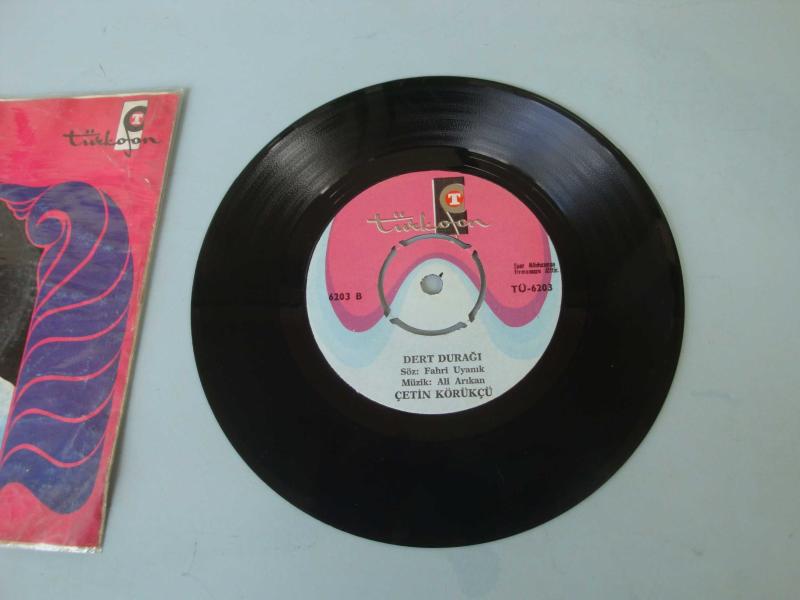 T
türkofon
T
türkofon
6203 B
TÜ-6203
DERT DURAĞI
Söz: Fahri Uyanık
Müzik: Ali Arıkan
ÇETİN KÖRÜKÇÜ